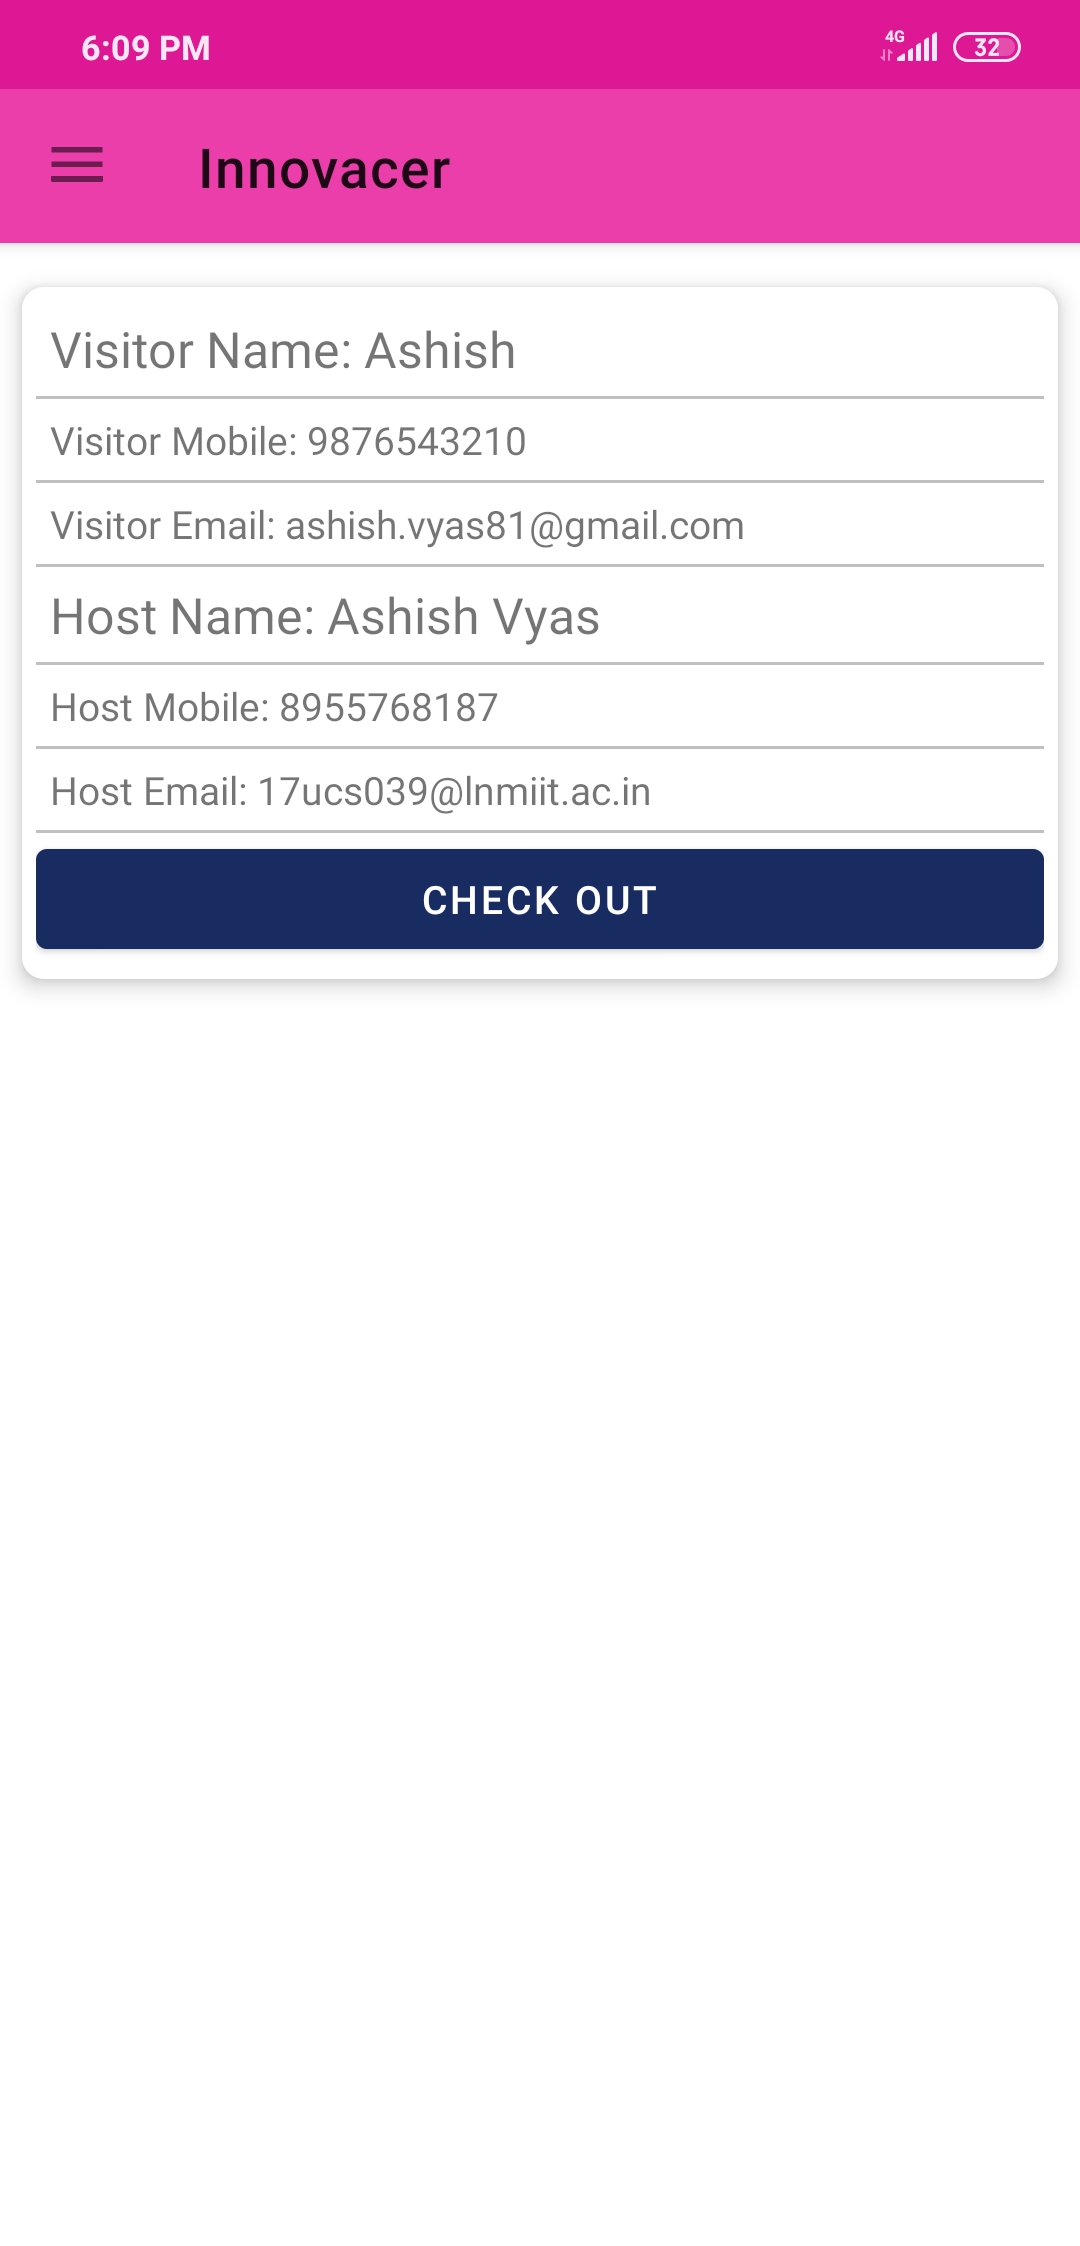 6:09 PM
4G
32
Innovacer
Visitor Name: Ashish
Visitor Mobile: 9876543210
Visitor Email: ashish.vyas81@gmail.com
Host Name: Ashish Vyas
Host Mobile: 8955768187
Host Email: 17ucs039@lnmiit.ac.in
CHECK OUT